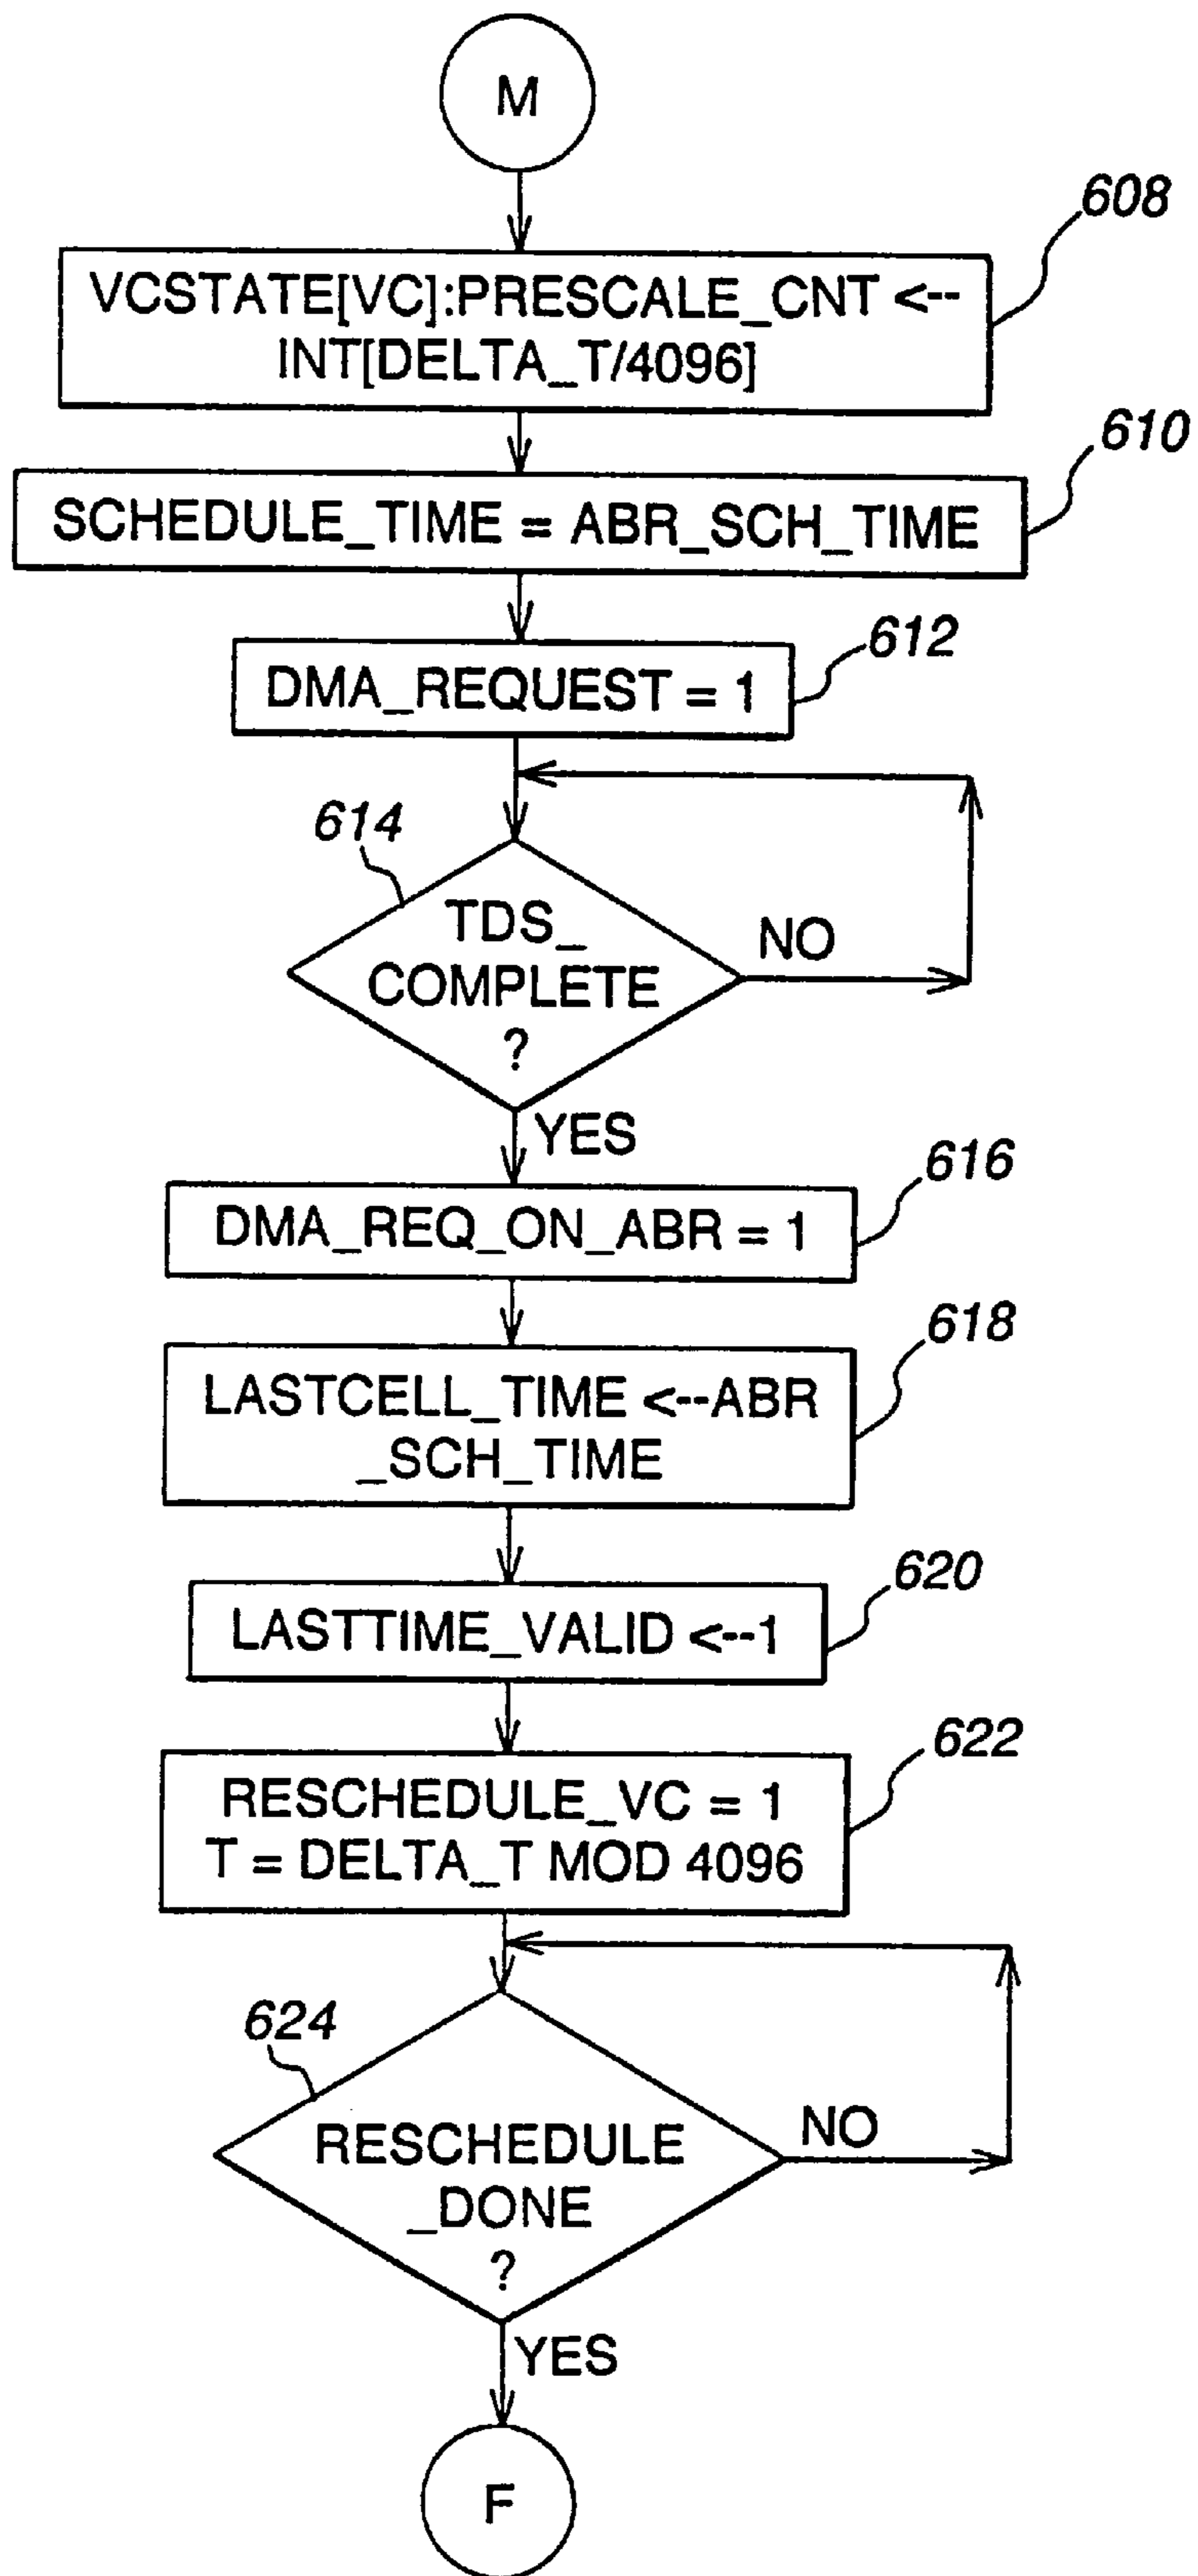 M
608
VCSTATE[VC]:PRESCALE_CNT <--
INT[DELTA_T/4096]
610
SCHEDULE_TIME = ABR_SCH_TIME
612
DMA_REQUEST = 1
614
TDS_
COMPLETE
?
NO
YES
616
DMA_REQ_ON_ABR = 1
618
LASTCELL_TIME <--ABR
_SCH_TIME
620
LASTTIME_VALID <--1
622
RESCHEDULE_VC = 1
T = DELTA_T MOD 4096
624
RESCHEDULE
_DONE
?
NO
YES
F